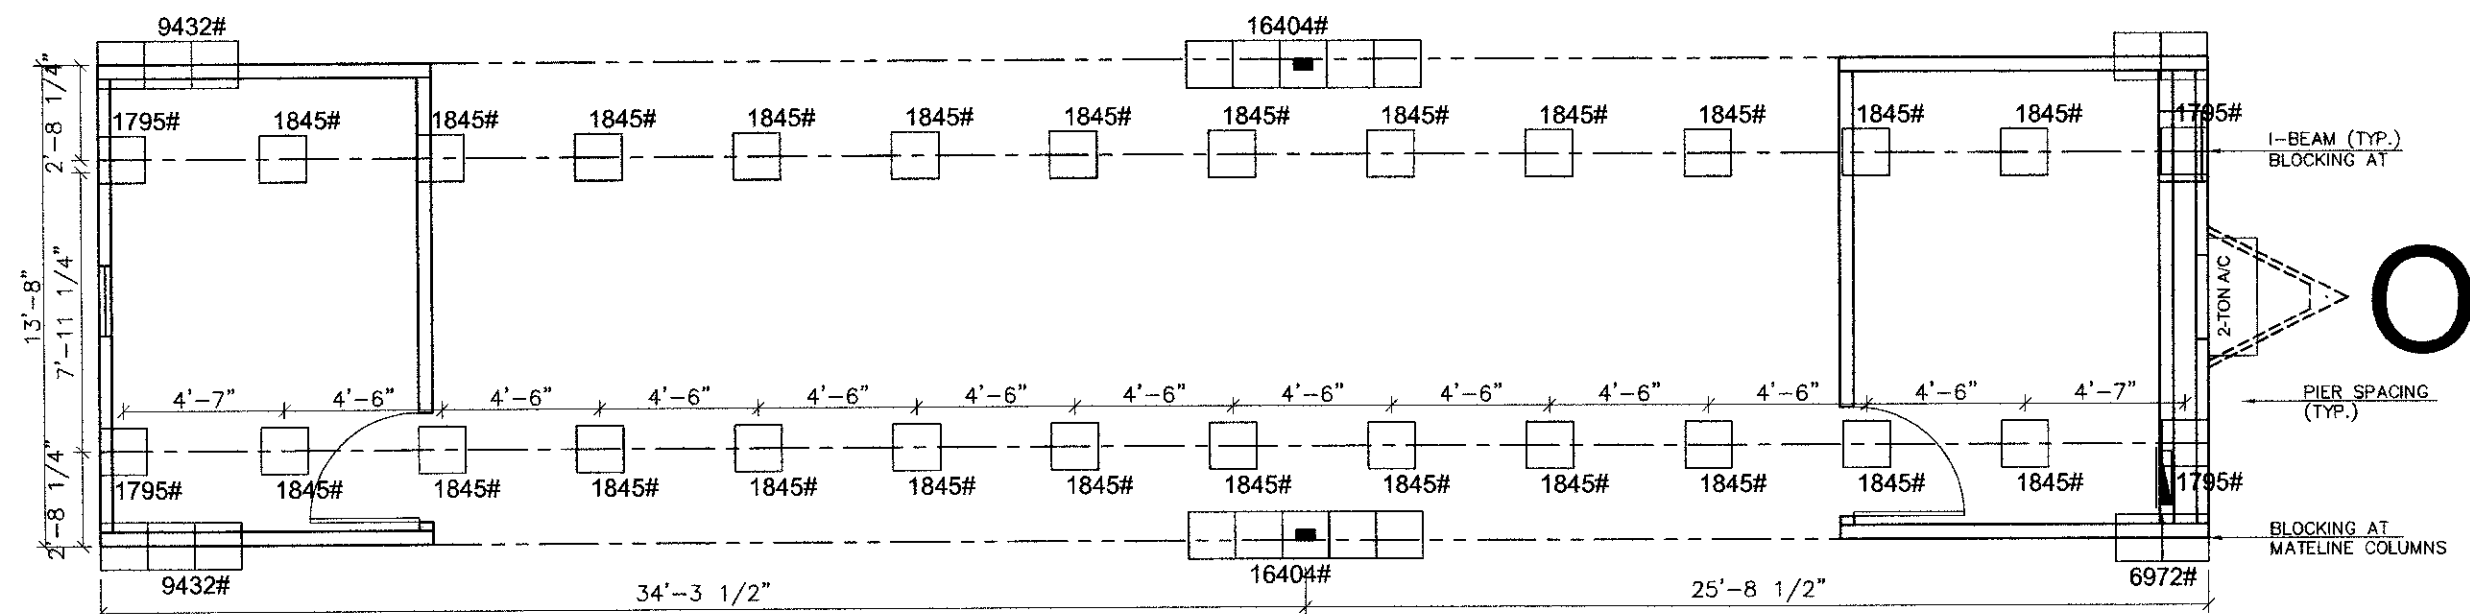 9432#
16404#
1795# 1845# 1845# 1845# 1845# 1845# 1845# 1845# 1845# 1845# 1845# 1845# 1845# 1795#
I-BEAM (TYP.)
BLOCKING AT
2'-8 1/4"
13'-8"
7'-11 1/4"
2'-8 1/4"
2-TON A/C
O
4'-7" 4'-6" 4'-6" 4'-6" 4'-6" 4'-6" 4'-6" 4'-6" 4'-6" 4'-6" 4'-6" 4'-6" 4'-7"
PIER SPACING
(TYP.)
1795# 1845# 1845# 1845# 1845# 1845# 1845# 1845# 1845# 1845# 1845# 1845# 1845# 1795#
BLOCKING AT
MATELINE COLUMNS
9432#
16404#
6972#
34'-3 1/2"
25'-8 1/2"